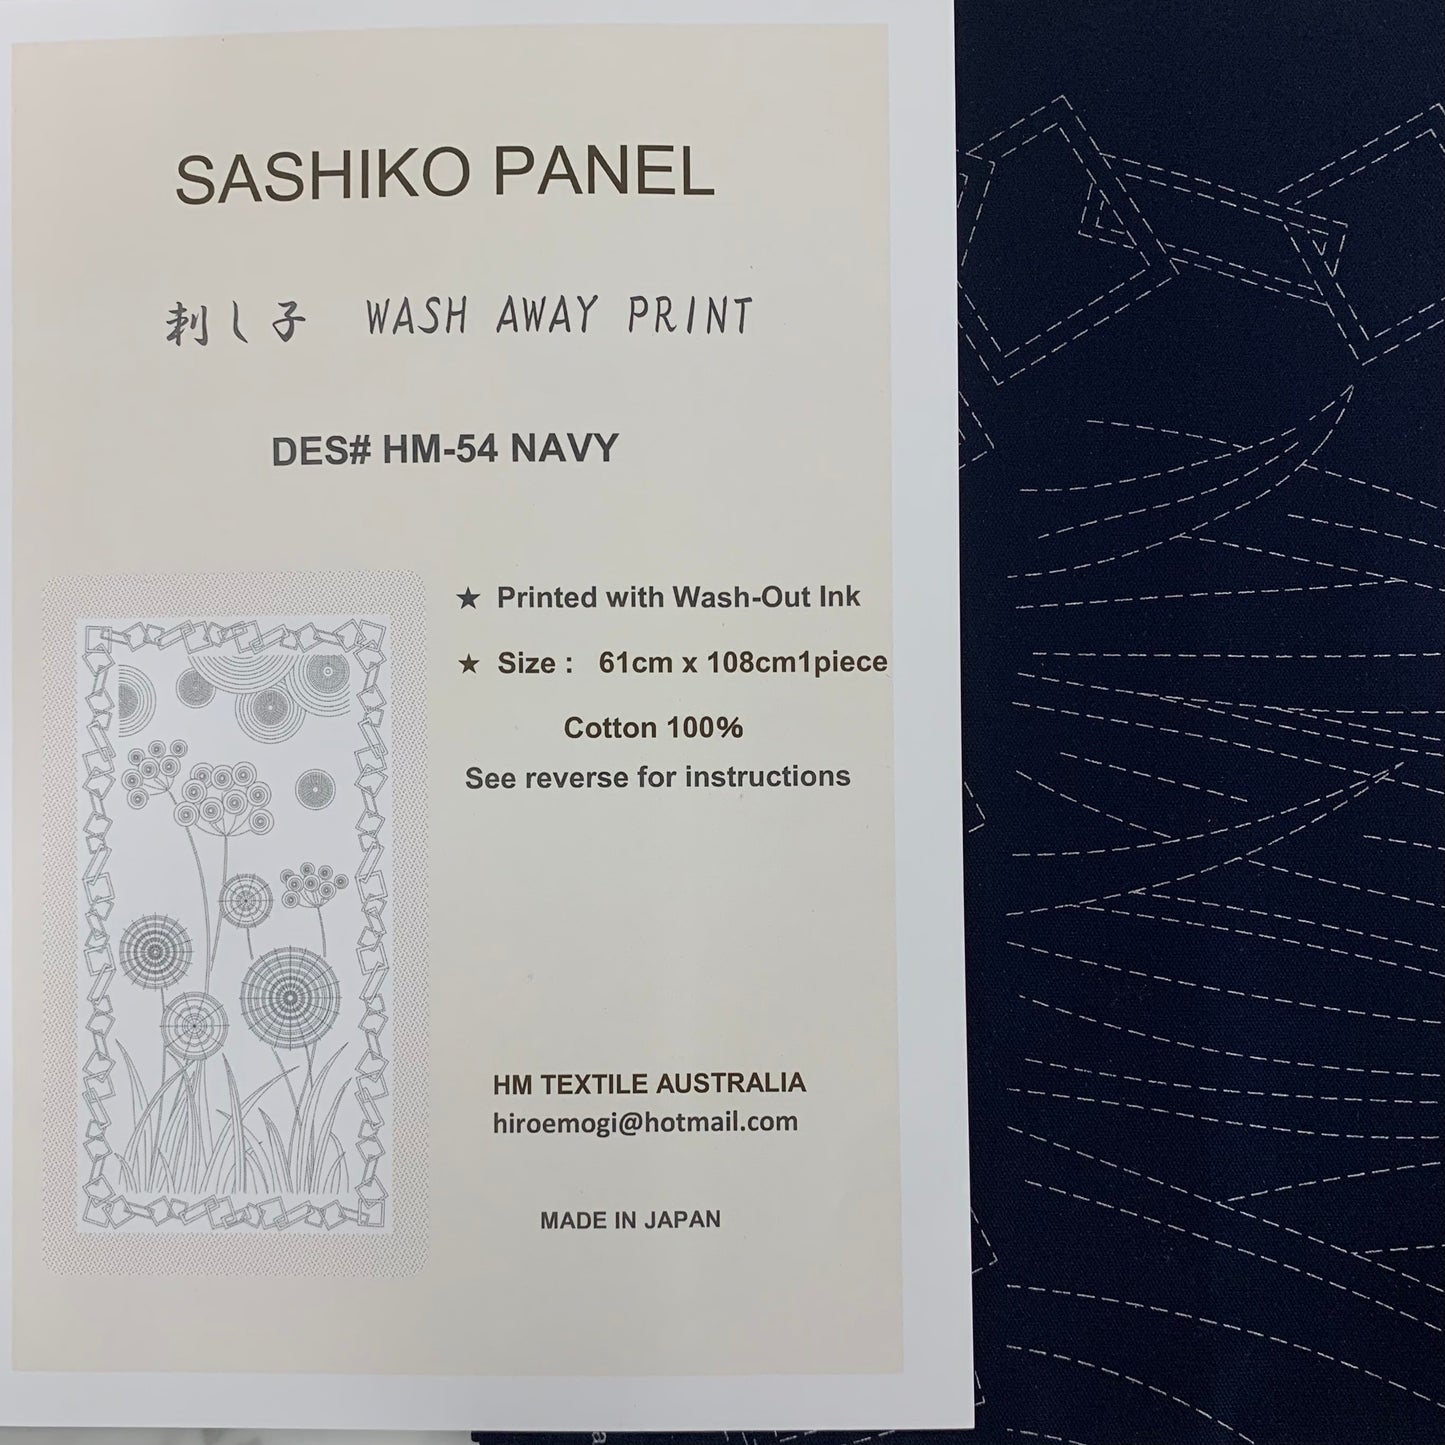 SASHIKO PANEL
刺し子 WASH AWAY PRINT
DES# HM-54 NAVY
★ Printed with Wash-Out Ink
★ Size : 61cm x 108cm1piece
Cotton 100%
See reverse for instructions
HM TEXTILE AUSTRALIA
hiroemogi@hotmail.com
MADE IN JAPAN